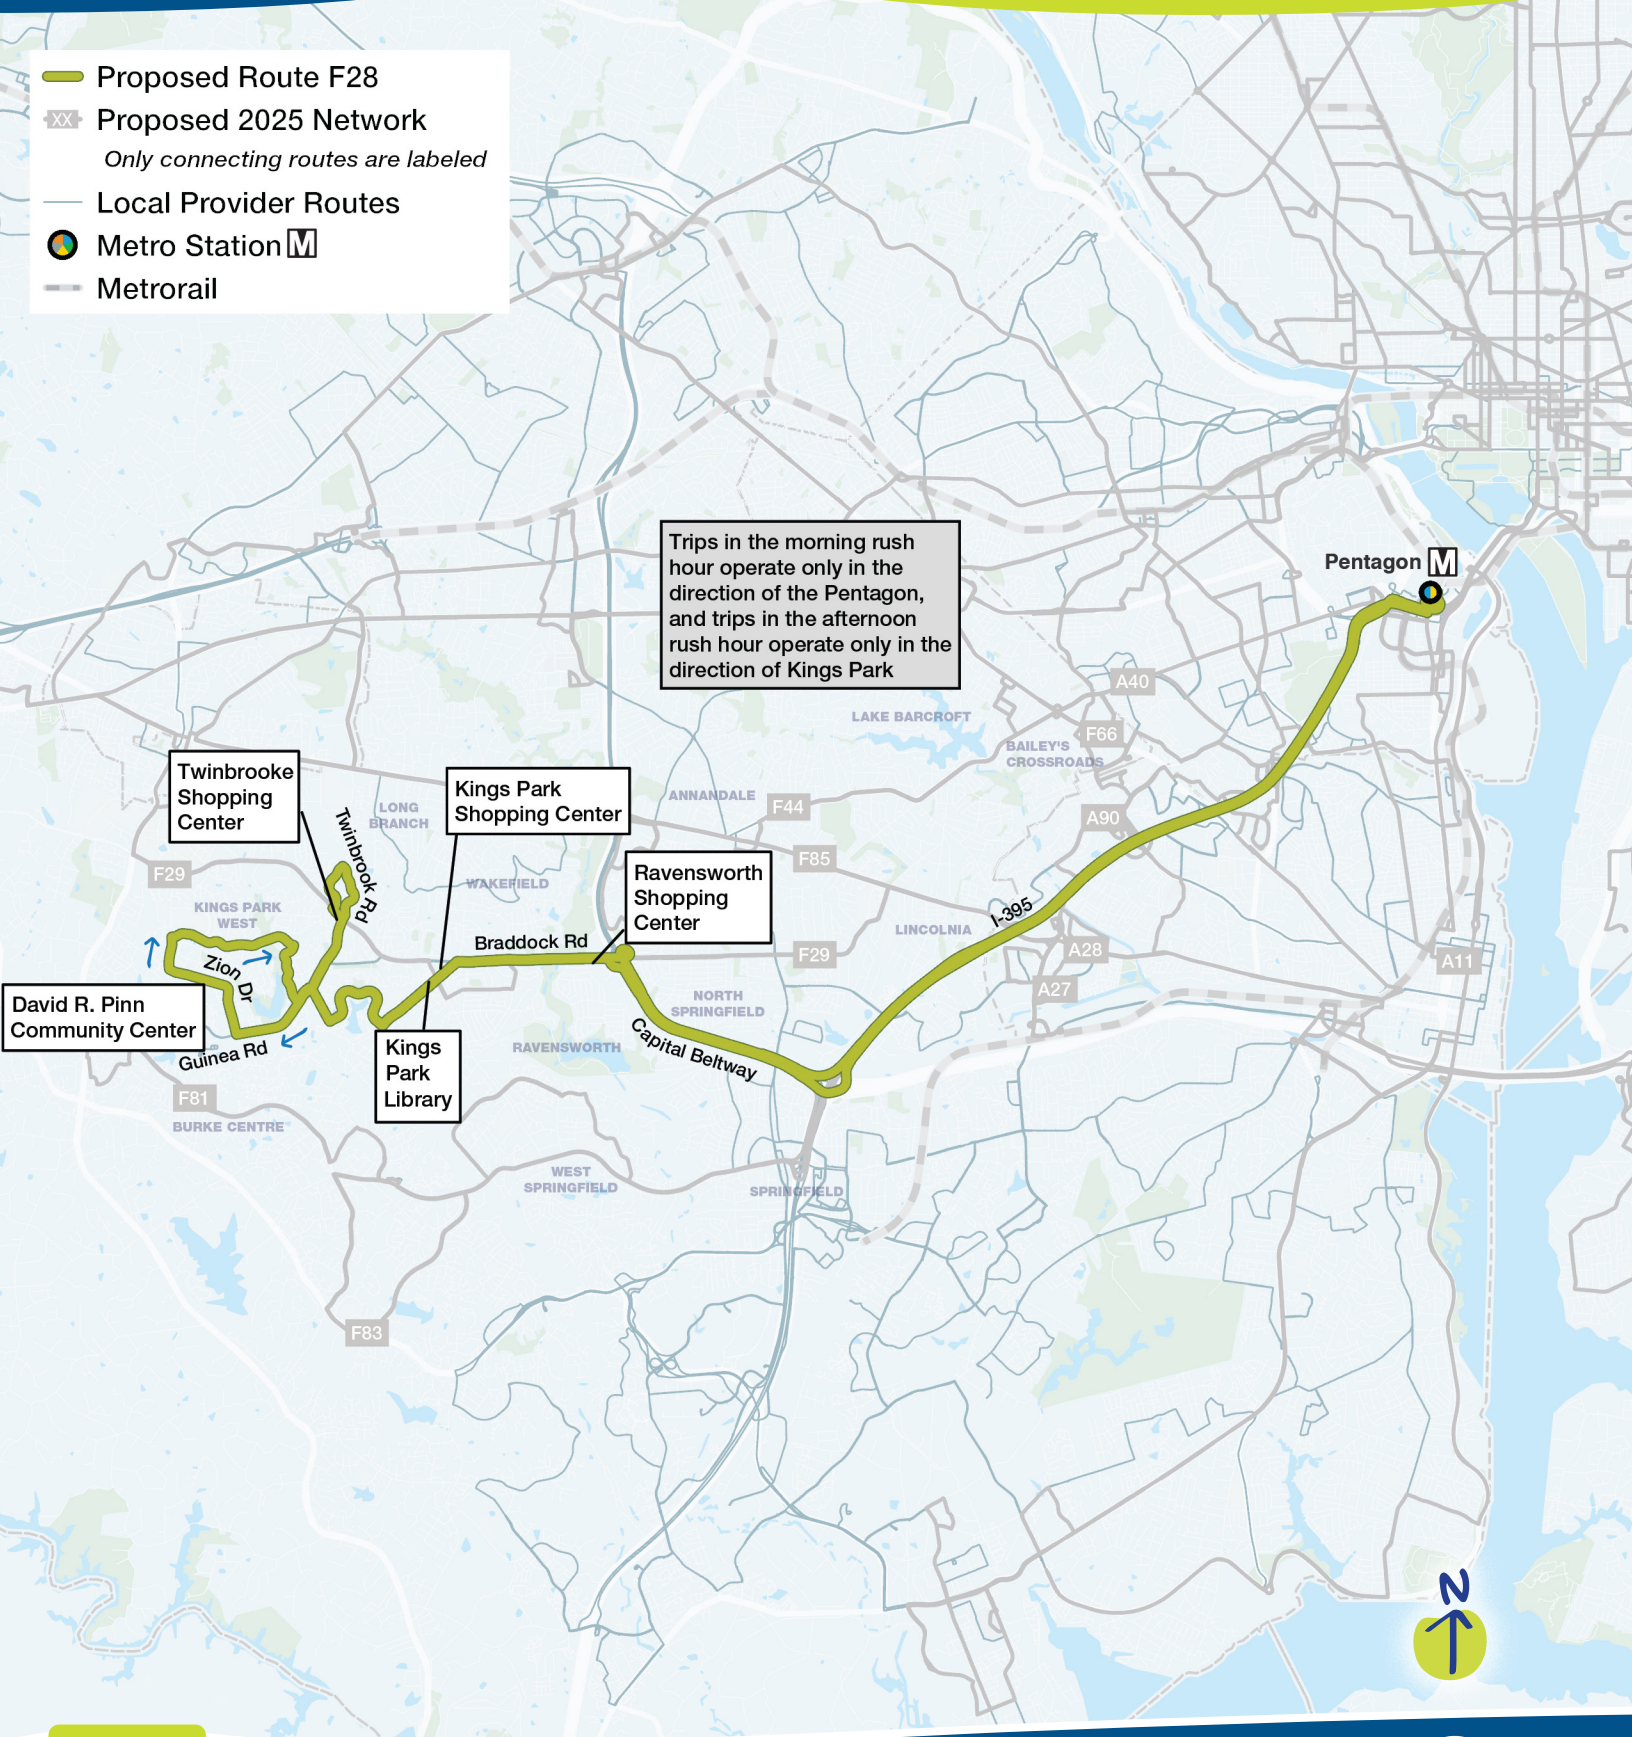 Proposed Route F28
XX
Proposed 2025 Network
Only connecting routes are labeled
Local Provider Routes
Metro Station M
Metrorail
Trips in the morning rush
hour operate only in the
direction of the Pentagon,
and trips in the afternoon
rush hour operate only in the
direction of Kings Park
Pentagon M
A40
LAKE BARCROFT
F66
BAILEY'S
CROSSROADS
Twinbrooke
Shopping
Center
Kings Park
Shopping Center
ANNANDALE
F44
LONG
BRANCH
A90
Twinbrook Rd
F85
F29
Ravensworth
Shopping
Center
WAKEFIELD
KINGS PARK
WEST
I-395
LINCOLNIA
Braddock Rd
F29
A28
A11
Zion Dr
A27
David R. Pinn
Community Center
NORTH
SPRINGFIELD
Capital Beltway
Guinea Rd
Kings
Park
Library
RAVENSWORTH
F81
BURKE CENTRE
WEST
SPRINGFIELD
SPRINGFIELD
F83
N